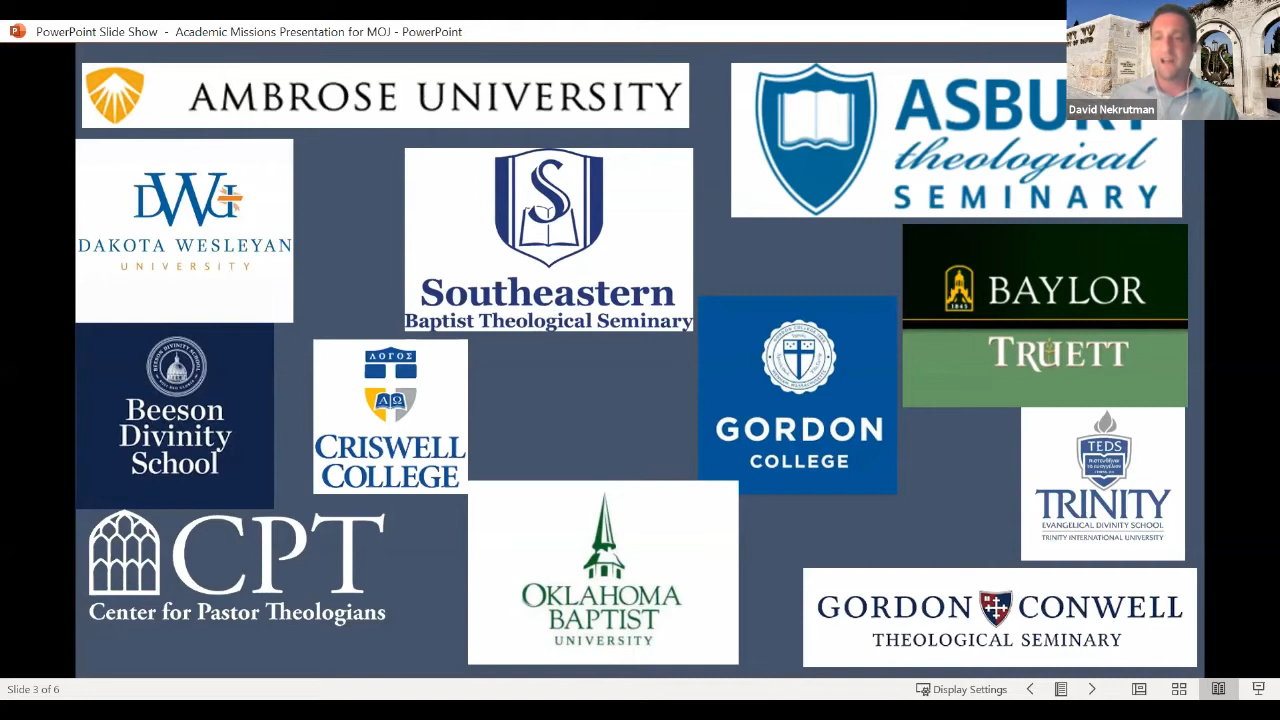 PowerPoint Slide Show - Academic Missions Presentation for MOJ - PowerPoint
David Nekrutman
AMBROSE UNIVERSITY
ASBURY
theological
SEMINARY
DWU
DAKOTA WESLEYAN
UNIVERSITY
S
Southeastern
Baptist Theological Seminary
1845
BAYLOR
TRUETT
Beeson
Divinity
School
ΛΟΓΟΣ
ΑΩ
CRISWELL
COLLEGE
GORDON
COLLEGE
TEDS
TRINITY
EVANGELICAL DIVINITY SCHOOL
TRINITY INTERNATIONAL UNIVERSITY
CPT
Center for Pastor Theologians
OKLAHOMA
BAPTIST
UNIVERSITY
GORDON CONWELL
THEOLOGICAL SEMINARY
Slide 3 of 6
Display Settings